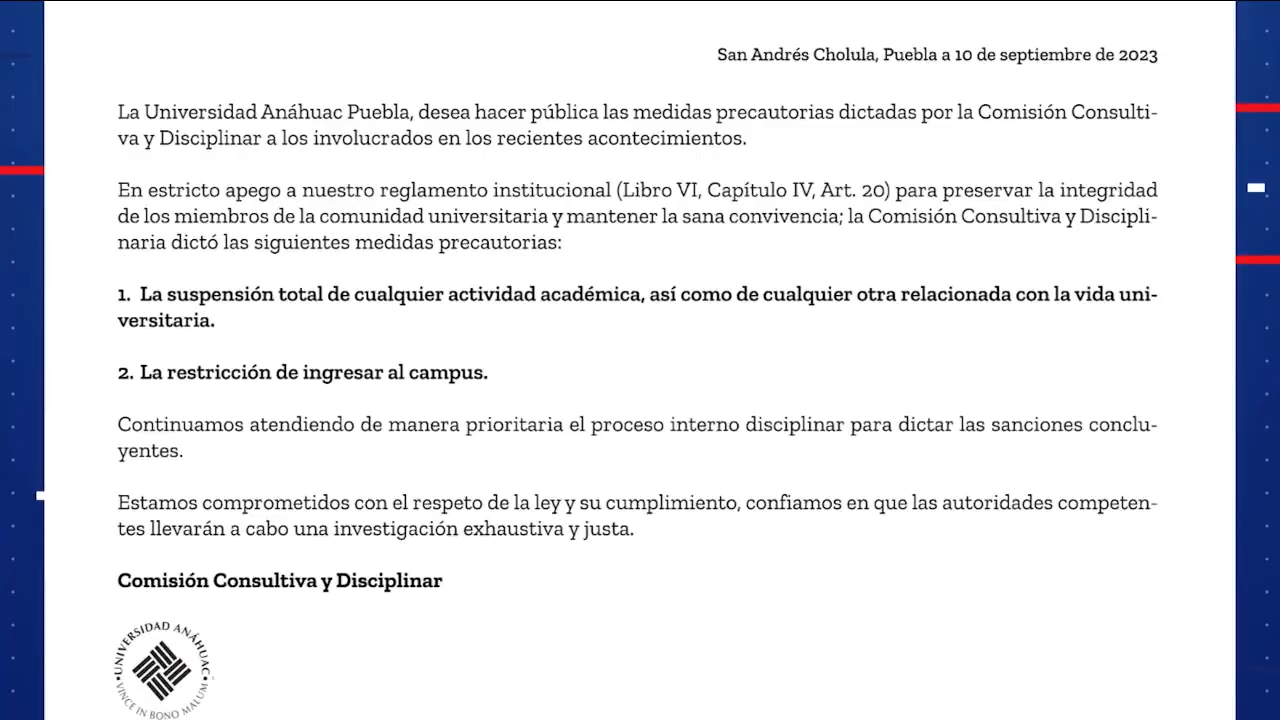 San Andrés Cholula, Puebla a 10 de septiembre de 2023
La Universidad Anáhuac Puebla, desea hacer pública las medidas precautorias dictadas por la Comisión Consulti-
va y Disciplinar a los involucrados en los recientes acontecimientos.
En estricto apego a nuestro reglamento institucional (Libro VI, Capítulo IV, Art. 20) para preservar la integridad
de los miembros de la comunidad universitaria y mantener la sana convivencia; la Comisión Consultiva y Discipli-
naria dictó las siguientes medidas precautorias:
1. La suspensión total de cualquier actividad académica, así como de cualquier otra relacionada con la vida uni-
versitaria.
2. La restricción de ingresar al campus.
Continuamos atendiendo de manera prioritaria el proceso interno disciplinar para dictar las sanciones conclu-
yentes.
Estamos comprometidos con el respeto de la ley y su cumplimiento, confiamos en que las autoridades competen-
tes llevarán a cabo una investigación exhaustiva y justa.
Comisión Consultiva y Disciplinar
UNIVERSIDAD ANÁHUAC
VINCE IN BONO MALUM